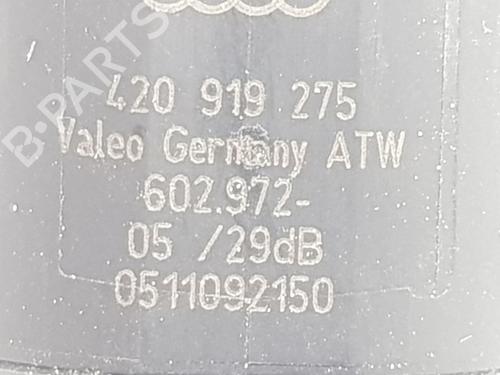 B-PARTS
420 919 275
Valeo Germany ATW
602.972-
05 /29dB
0511092150